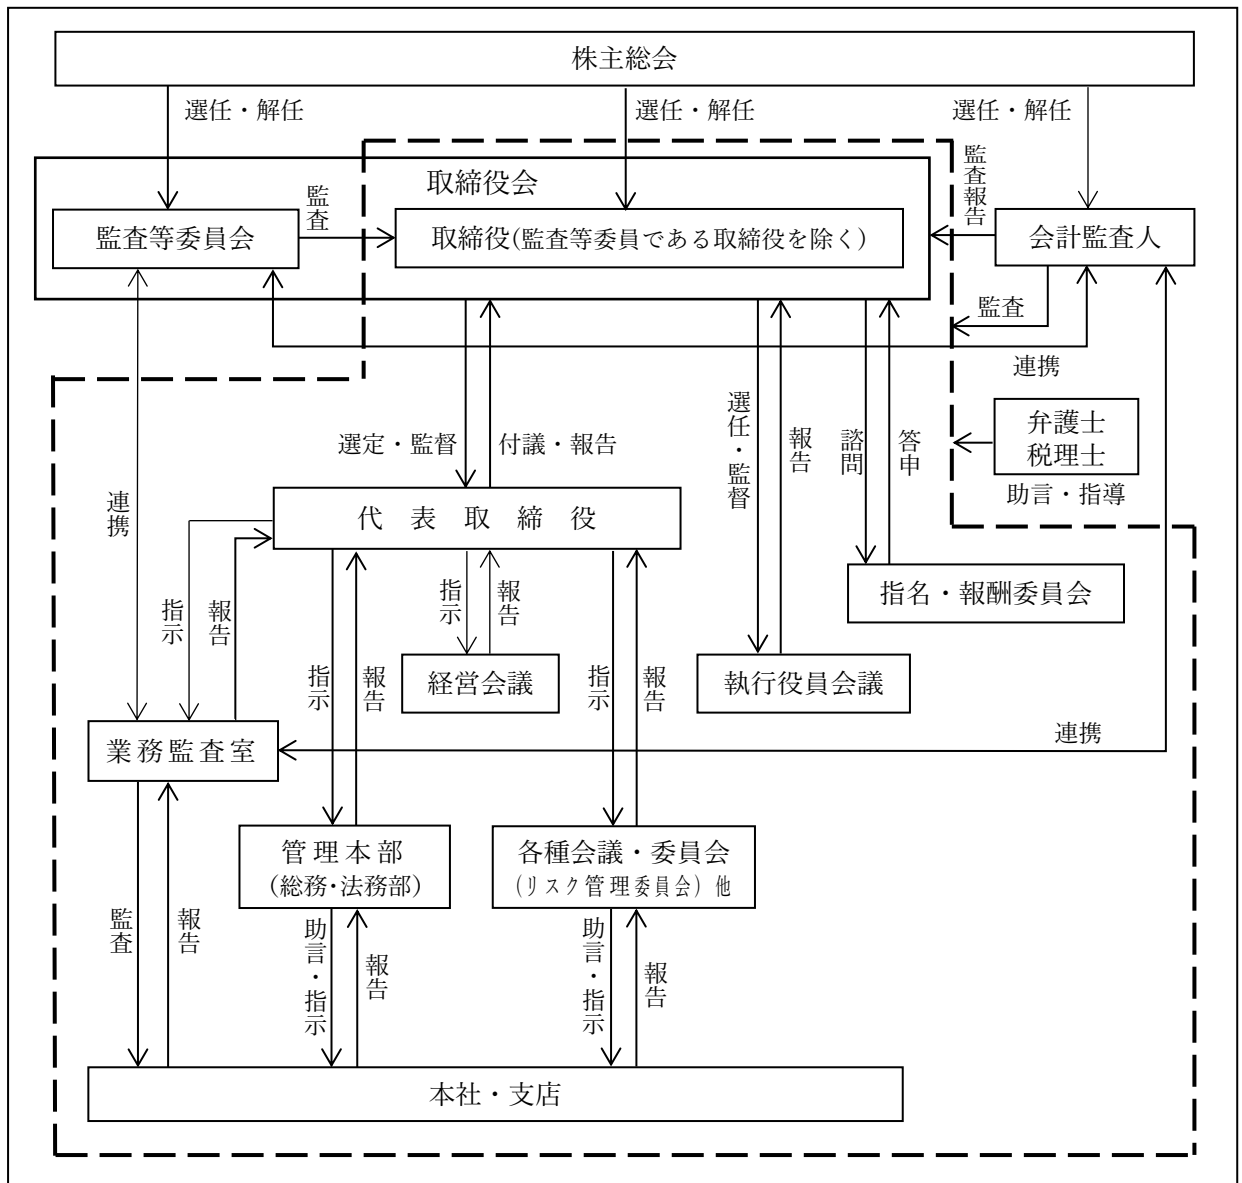 株主総会
選任・解任
選任・解任
選任・解任
取締役会
監査
監査報告
監査等委員会
取締役(監査等委員である取締役を除く)
会計監査人
監査
連携
選任・監督
報告
諮問
答申
弁護士
税理士
助言・指導
選定・監督
付議・報告
連携
代表取締役
指示
報告
指示
報告
指名・報酬委員会
指示
報告
経営会議
指示
報告
執行役員会議
業務監査室
連携
管理本部
(総務・法務部)
各種会議・委員会
(リスク管理委員会)他
監査
報告
助言・指示
報告
助言・指示
報告
本社・支店